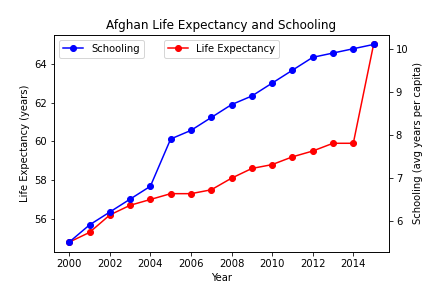 Afghan Life Expectancy and Schooling
Schooling
Life Expectancy
Life Expectancy (years)
64
62
60
58
56
10
9
8
7
6
Schooling (avg years per capita)
2000 2002 2004 2006 2008 2010 2012 2014
Year